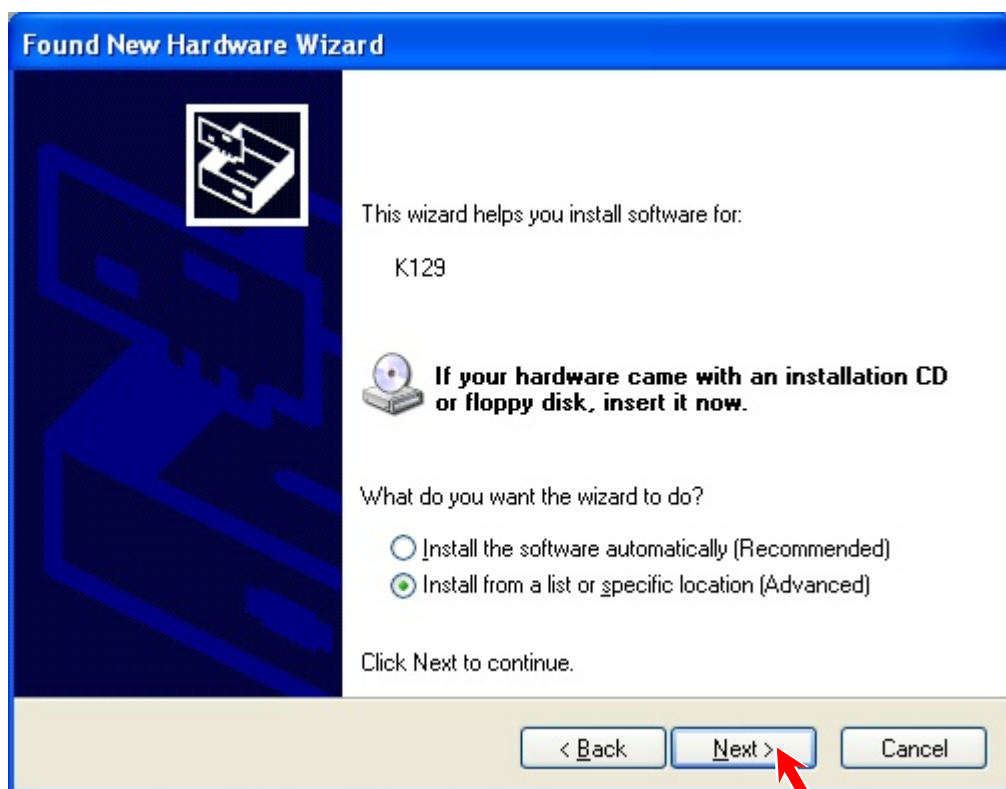 Found New Hardware Wizard
This wizard helps you install software for:
K129
If your hardware came with an installation CD
or floppy disk, insert it now.
What do you want the wizard to do?
Install the software automatically (Recommended)
Install from a list or specific location (Advanced)
Click Next to continue.
< Back Next > Cancel